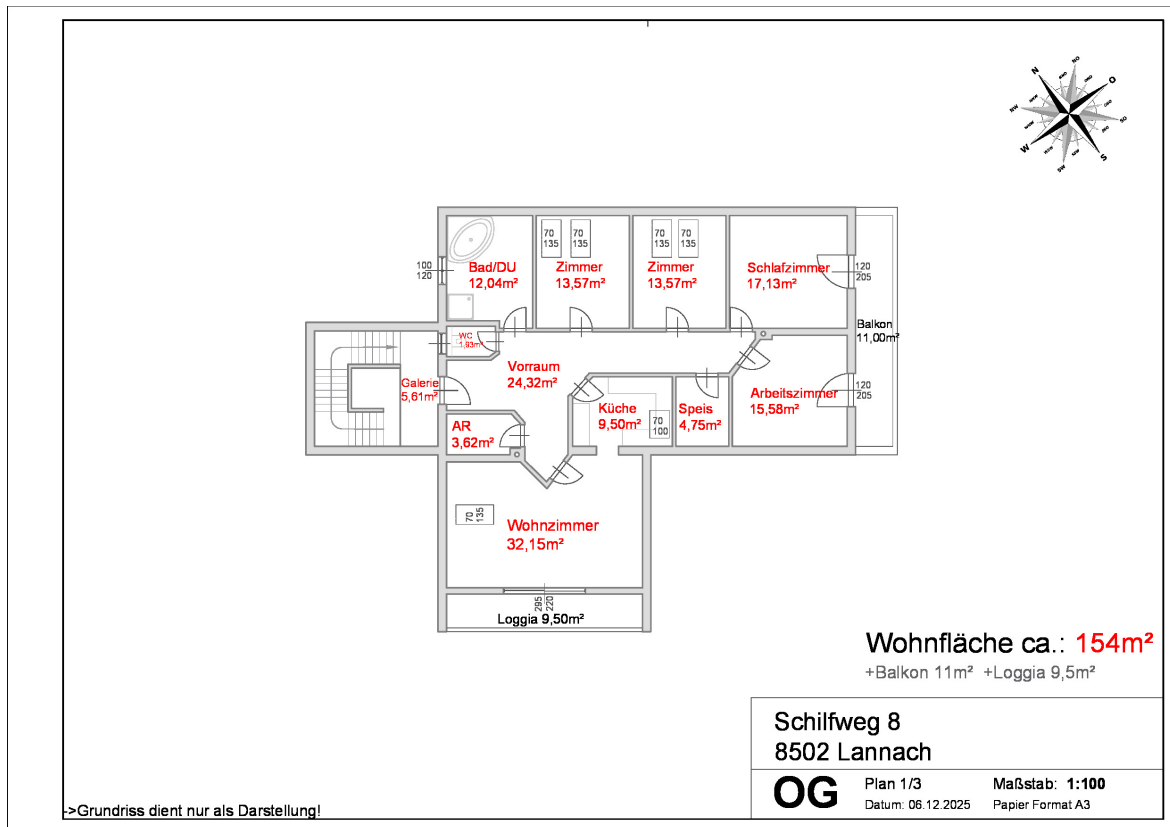 N
NO
O
SO
S
SW
W
NW
70
135
70
135
70
135
70
135
100
120
Bad/DU
12,04m²
Zimmer
13,57m²
Zimmer
13,57m²
Schlafzimmer
17,13m²
120
205
Balkon
11,00m²
WC
1,93m²
Vorraum
24,32m²
Galerie
5,61m²
Arbeitszimmer
15,58m²
120
205
Küche
9,50m²
70
100
Speis
4,75m²
AR
3,62m²
70
135
Wohnzimmer
32,15m²
295
220
Loggia 9,50m²
Wohnfläche ca.: 154m²
+Balkon 11m² +Loggia 9,5m²
Schilfweg 8
8502 Lannach
OG
Plan 1/3
Maßstab: 1:100
Datum: 06.12.2025
Papier Format A3
->Grundriss dient nur als Darstellung!